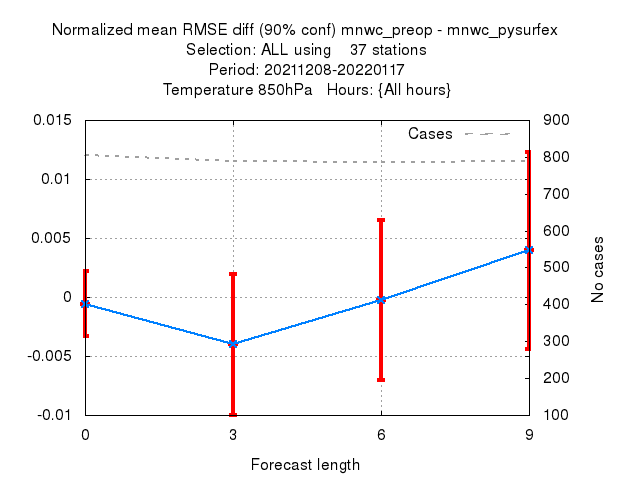 Normalized mean RMSE diff (90% conf) mnwc_preop - mnwc_pysurfex
Selection: ALL using    37 stations
Period: 20211208-20220117
Temperature 850hPa   Hours: {All hours}
Cases
0.015
0.01
0.005
0
-0.005
-0.01
900
800
700
600
500
400
300
200
100
No cases
0 3 6 9
Forecast length